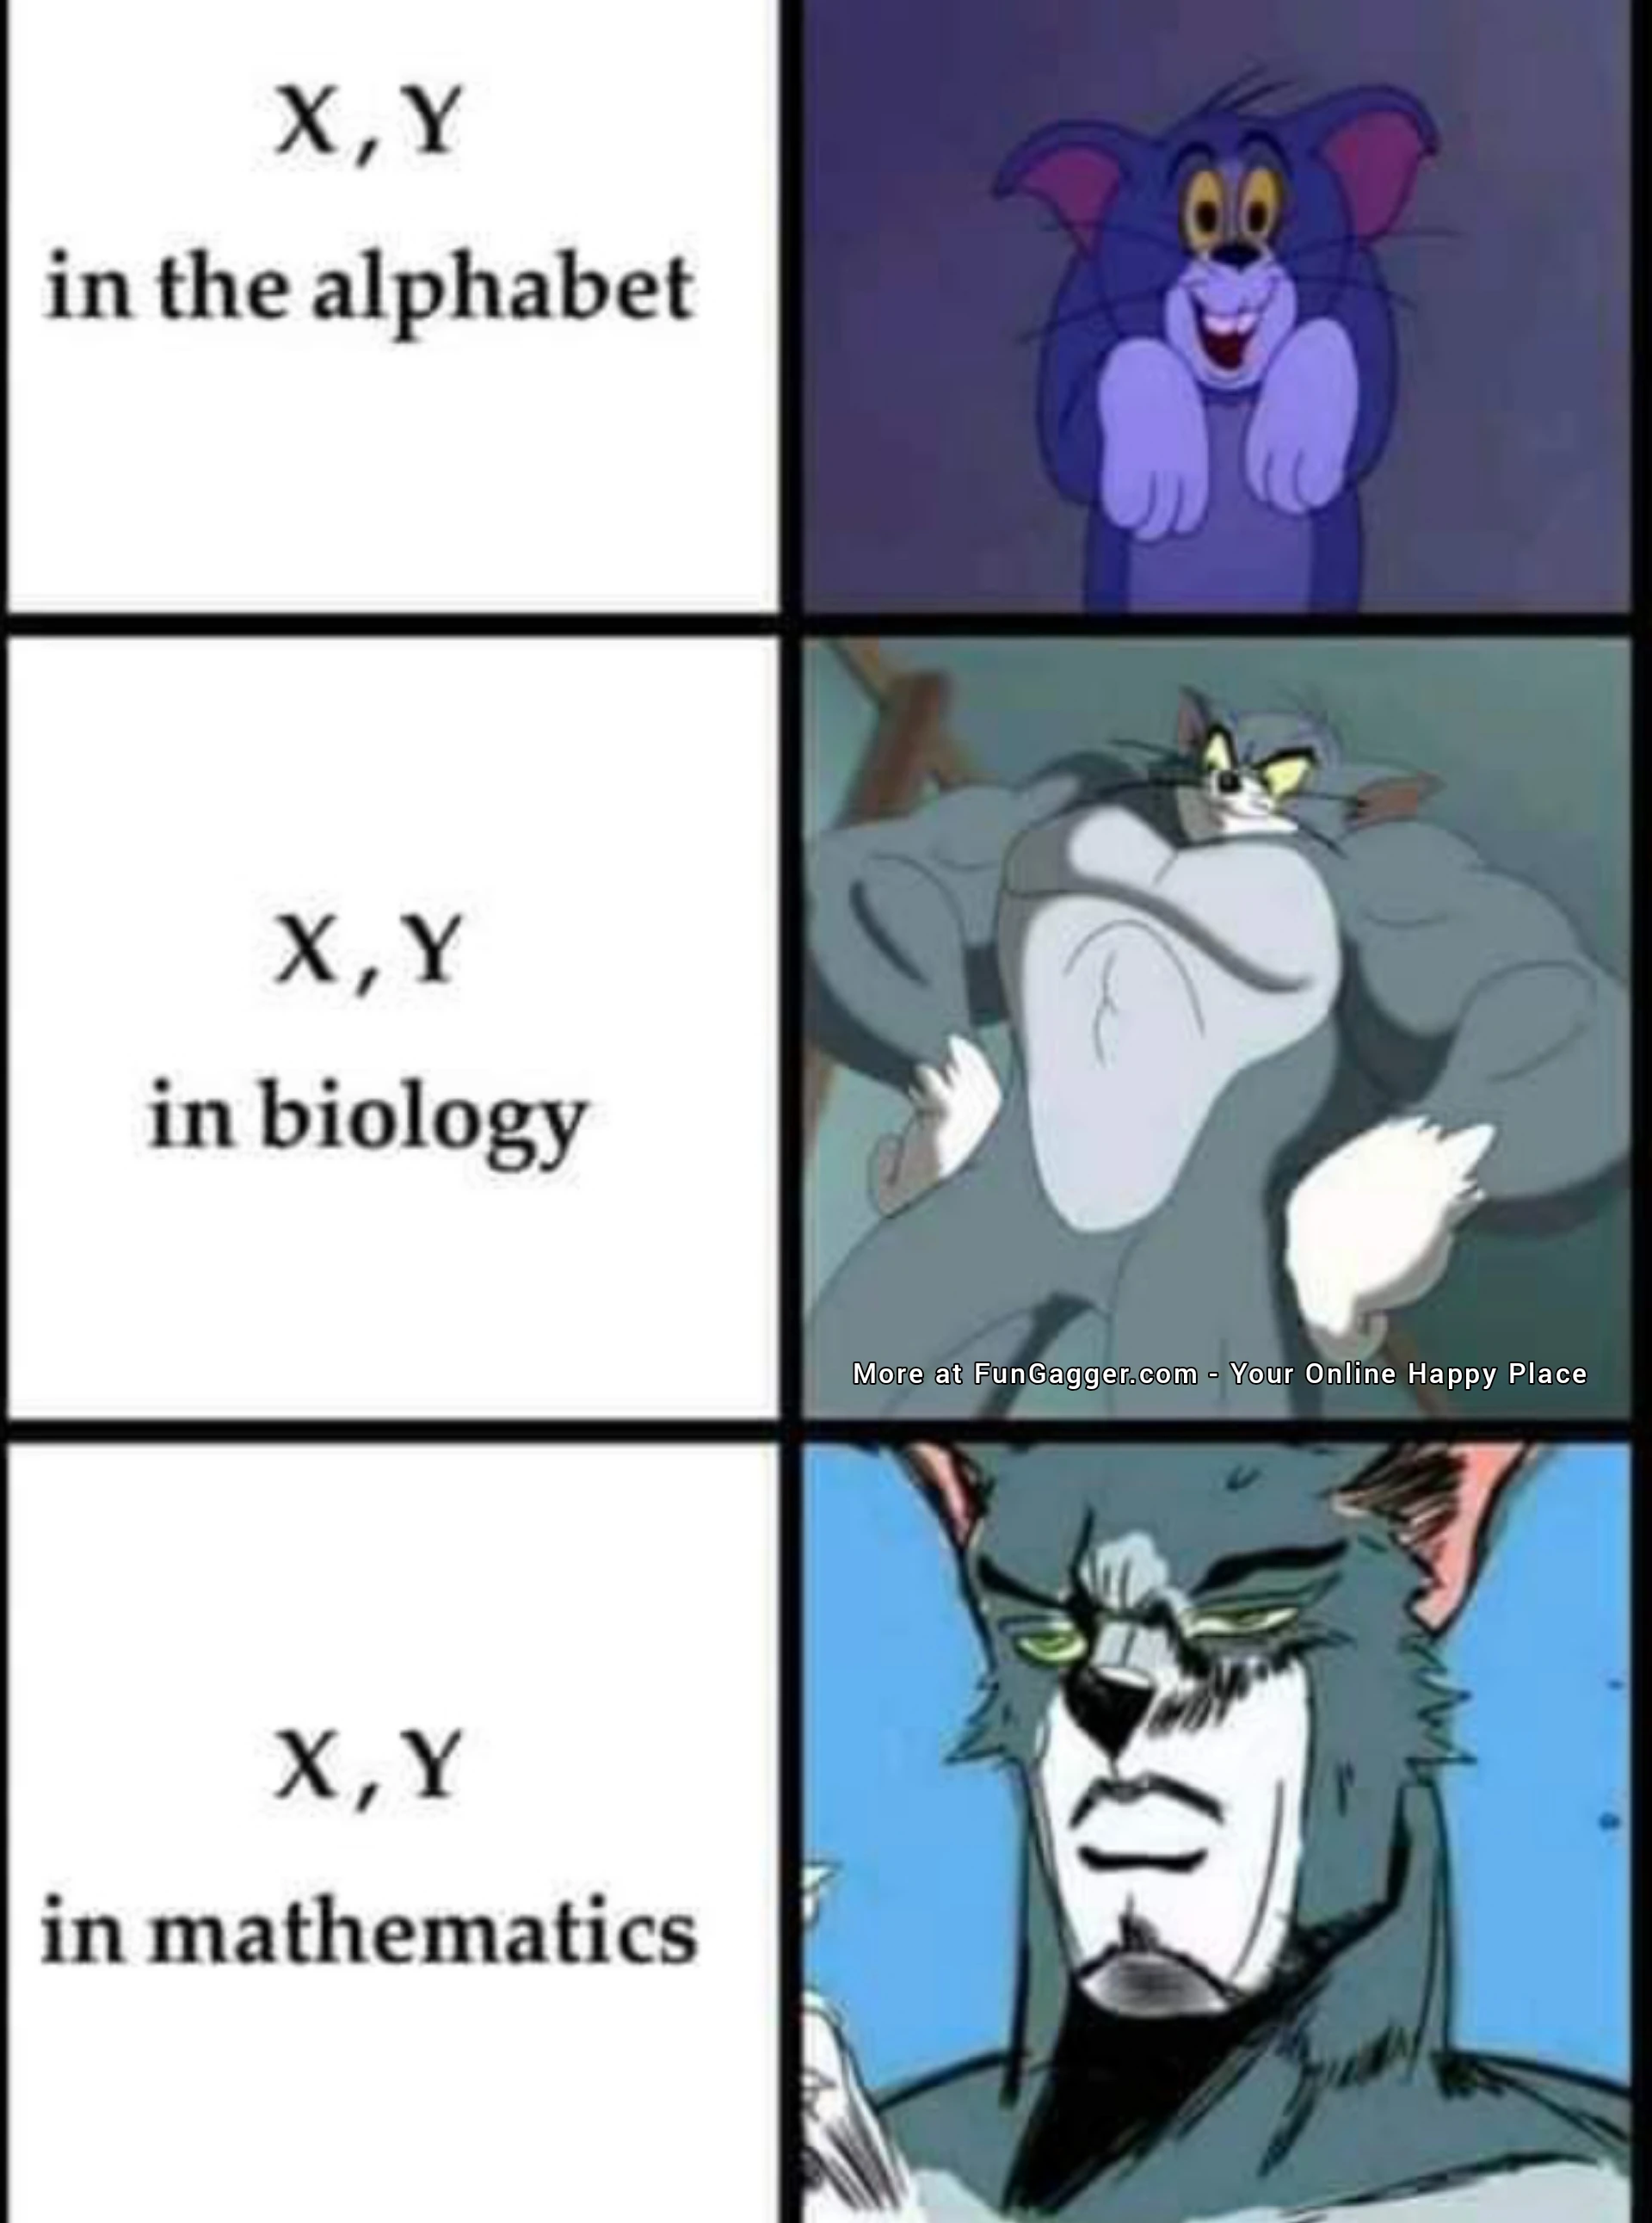 X, Y
in the alphabet
X, Y
in biology
More at FunGagger.com - Your Online Happy Place
X, Y
in mathematics